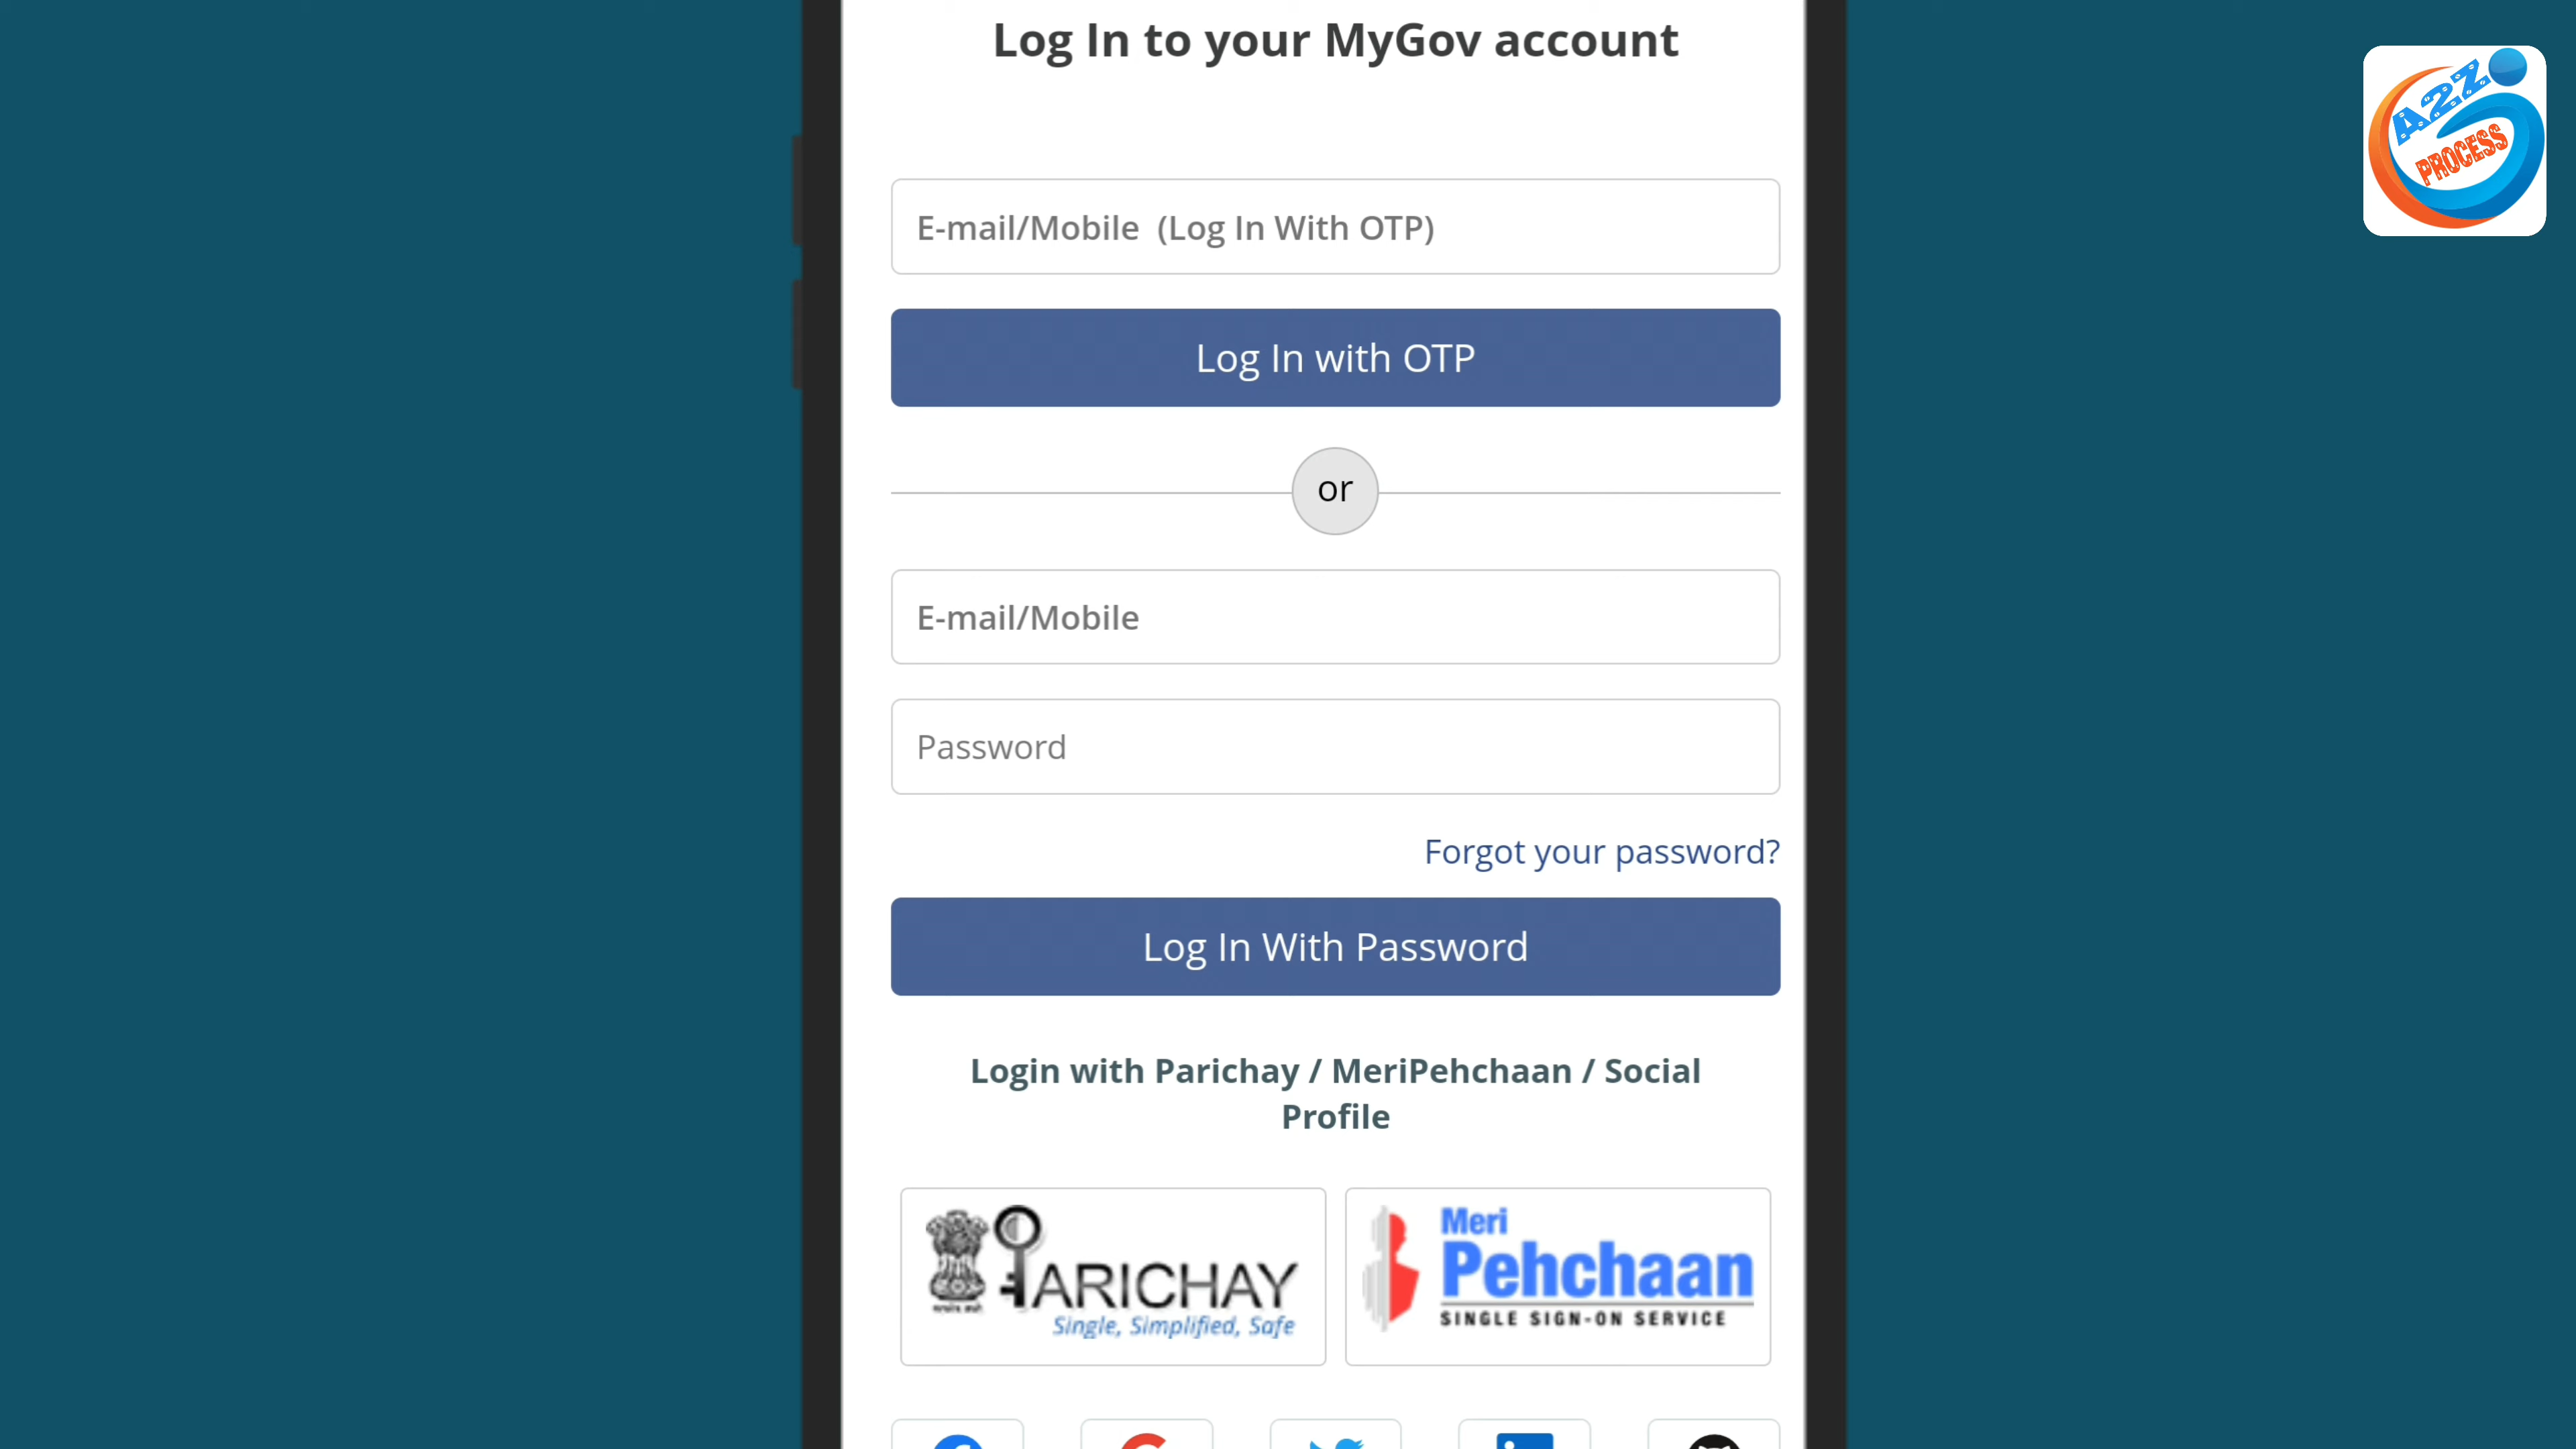 Log In to your MyGov account
A2Z
PROCESS
E-mail/Mobile (Log In With OTP)
Log In with OTP
or
E-mail/Mobile
Password
Forgot your password?
Log In With Password
Login with Parichay / MeriPehchaan / Social
Profile
PARICHAY
Single, Simplified, Safe
Meri
Pehchaan
SINGLE SIGN-ON SERVICE